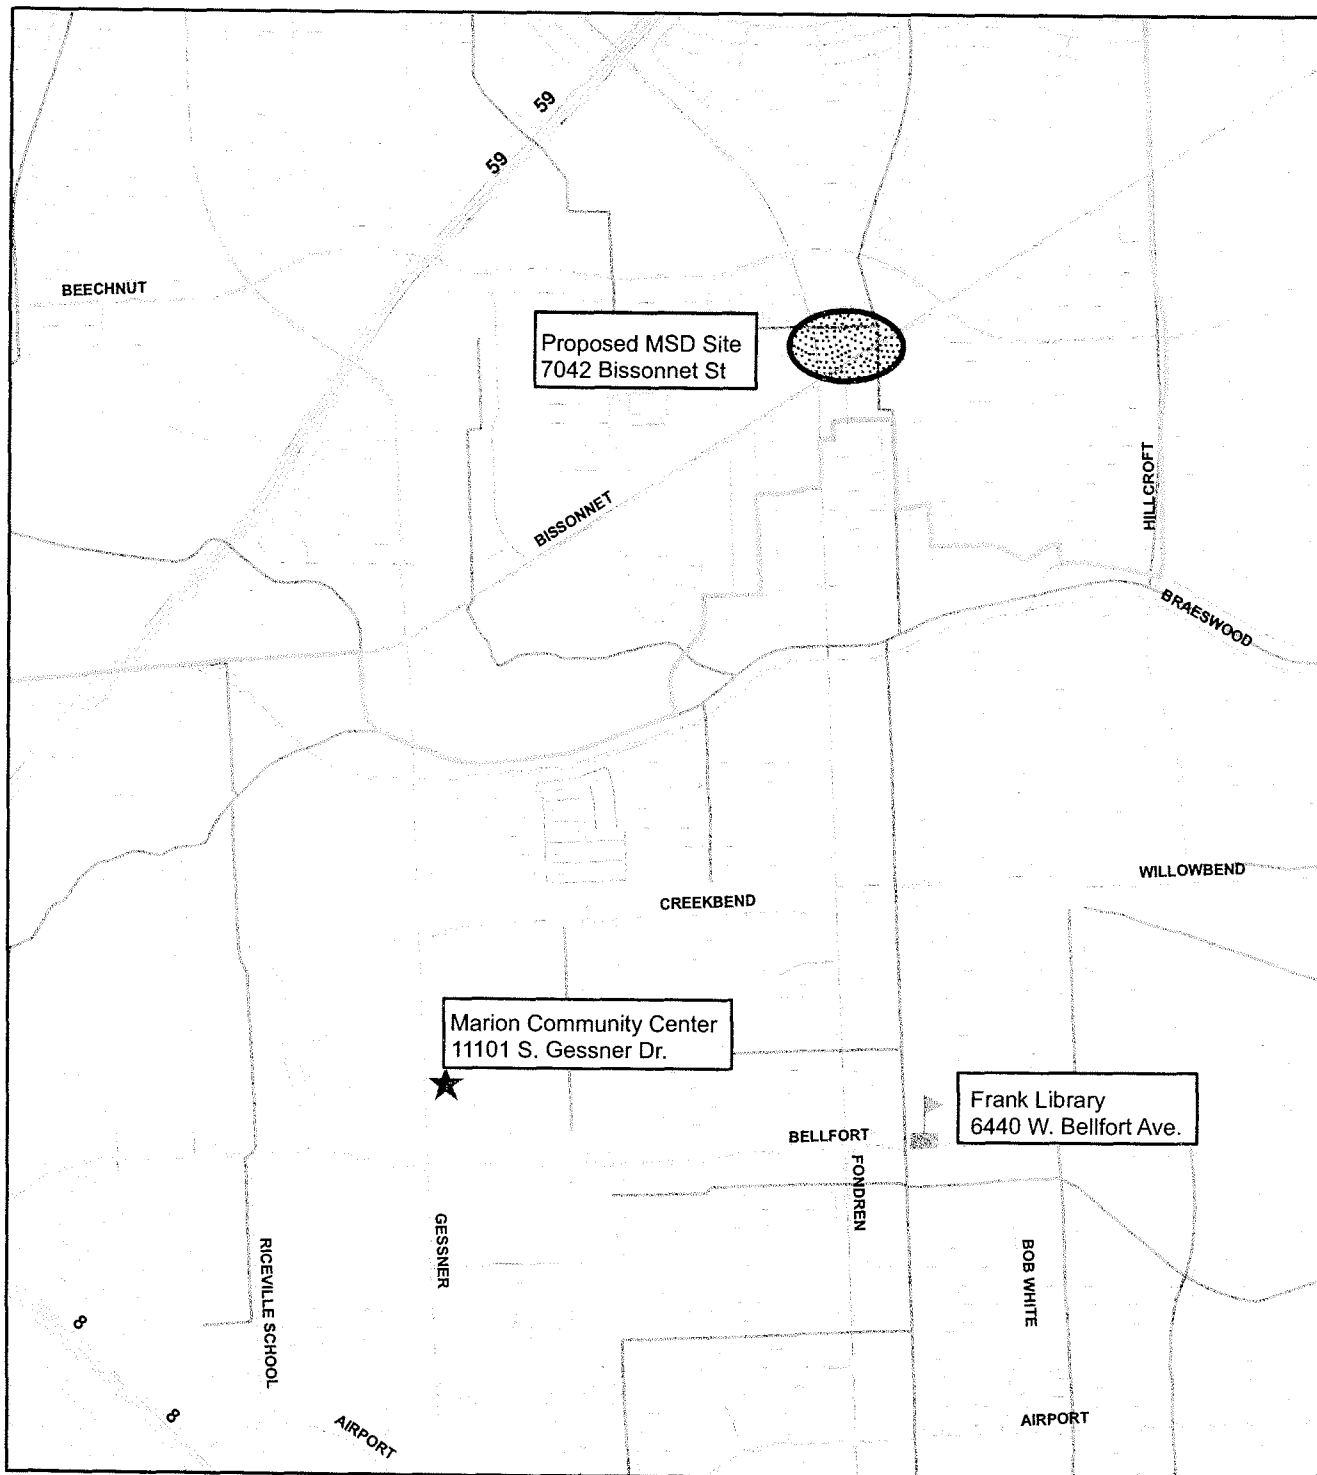 59
59
BEECHNUT
Proposed MSD Site
7042 Bissonnet St
HILLCROFT
BISSONNET
BRAESWOOD
WILLOWBEND
CREEKBEND
Marion Community Center
11101 S. Gessner Dr.
Frank Library
6440 W. Bellfort Ave.
BELLFORT
FONDREN
GESSNER
RICEVILLE SCHOOL
BOB WHITE
8
8
AIRPORT
AIRPORT